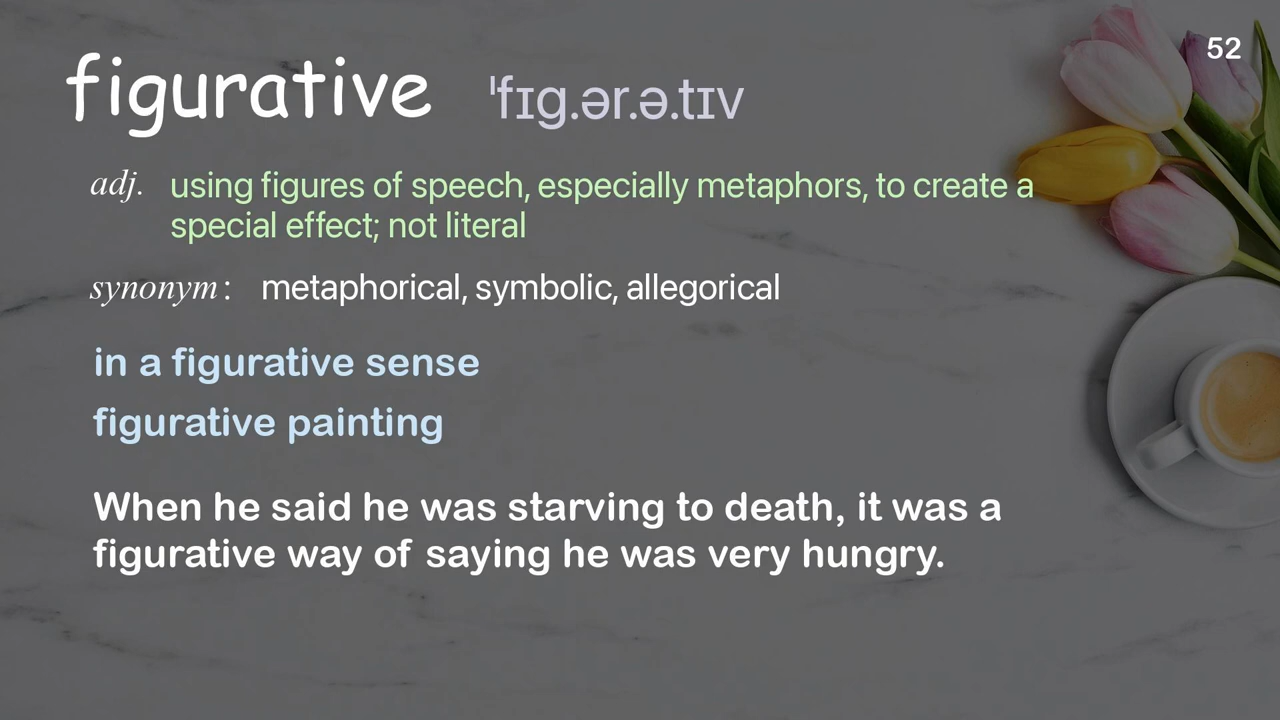 52
figurative ˈfɪɡ.ər.ə.tɪv
adj. using figures of speech, especially metaphors, to create a
special effect; not literal
synonym: metaphorical, symbolic, allegorical
in a figurative sense
figurative painting
When he said he was starving to death, it was a
figurative way of saying he was very hungry.